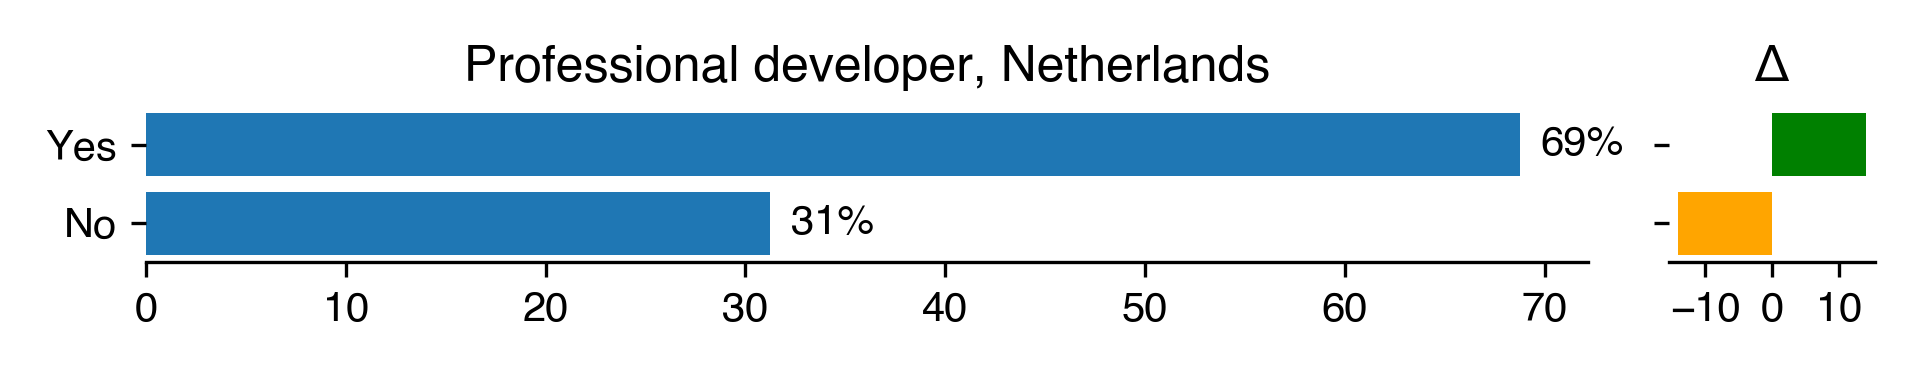 Professional developer, Netherlands Δ
Yes 69%
No 31%
0 10 20 30 40 50 60 70 −10 0 10